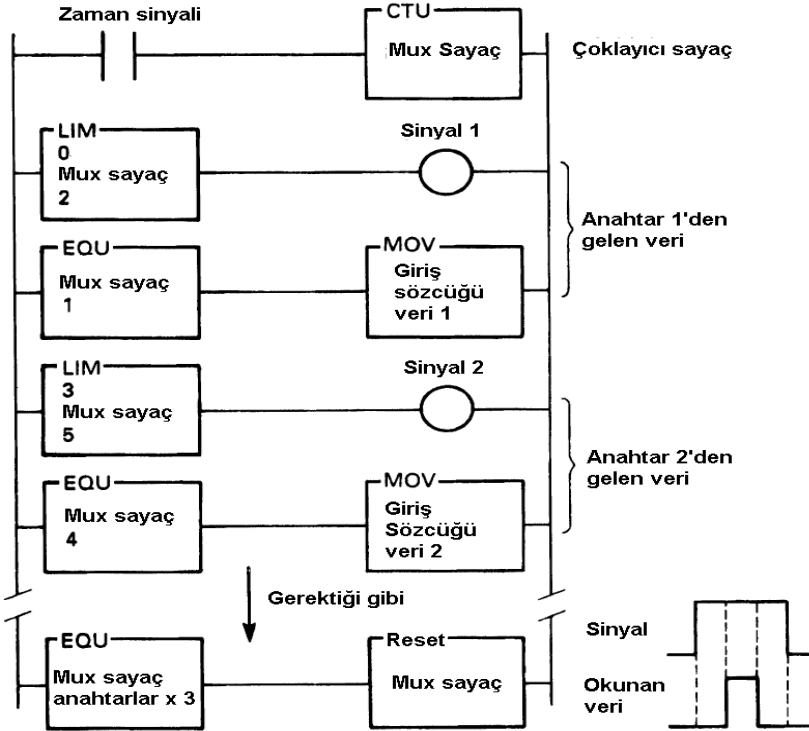 Zaman sinyali
CTU
Mux Sayaç
Çoklayıcı sayaç
LIM
0
Mux sayaç
2
Sinyal 1
EQU
Mux sayaç
1
MOV
Giriş
sözcüğü
veri 1
Anahtar 1'den
gelen veri
LIM
3
Mux sayaç
5
Sinyal 2
EQU
Mux sayaç
4
MOV
Giriş
Sözcüğü
veri 2
Anahtar 2'den
gelen veri
Gerektiği gibi
EQU
Mux sayaç
anahtarlar x 3
Reset
Mux sayaç
Sinyal
Okunan
veri